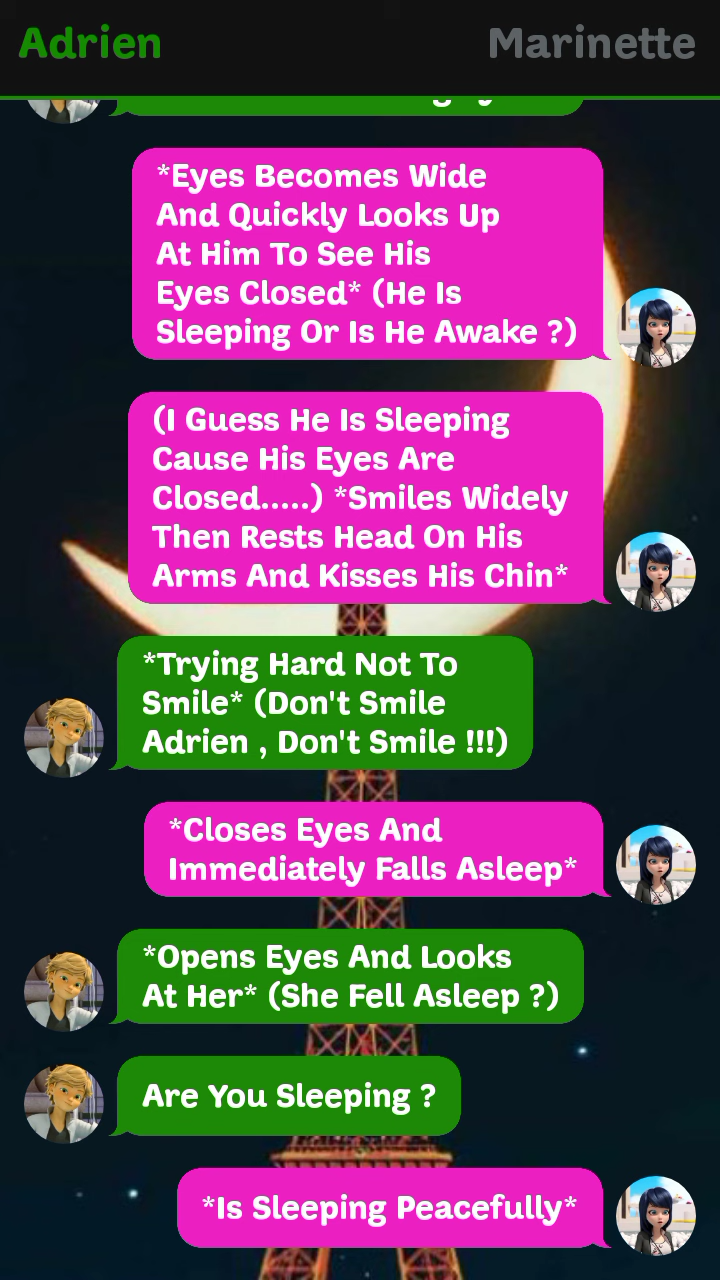 Adrien
Marinette
*Eyes Becomes Wide
And Quickly Looks Up
At Him To See His
Eyes Closed* (He Is
Sleeping Or Is He Awake ?)
(I Guess He Is Sleeping
Cause His Eyes Are
Closed.....) *Smiles Widely
Then Rests Head On His
Arms And Kisses His Chin*
*Trying Hard Not To
Smile* (Don't Smile
Adrien , Don't Smile !!!)
*Closes Eyes And
Immediately Falls Asleep*
*Opens Eyes And Looks
At Her* (She Fell Asleep ?)
Are You Sleeping ?
*Is Sleeping Peacefully*